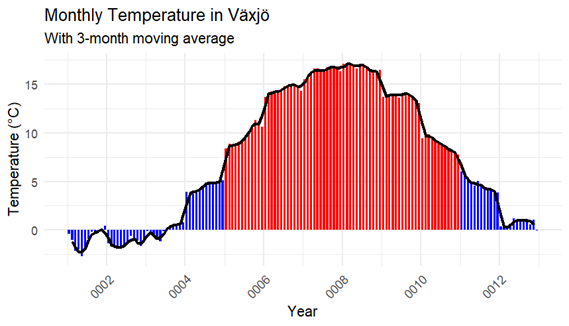 Monthly Temperature in Växjö
With 3-month moving average
Temperature (°C)
15
10
5
0
0002
0004
0006
0008
0010
0012
Year